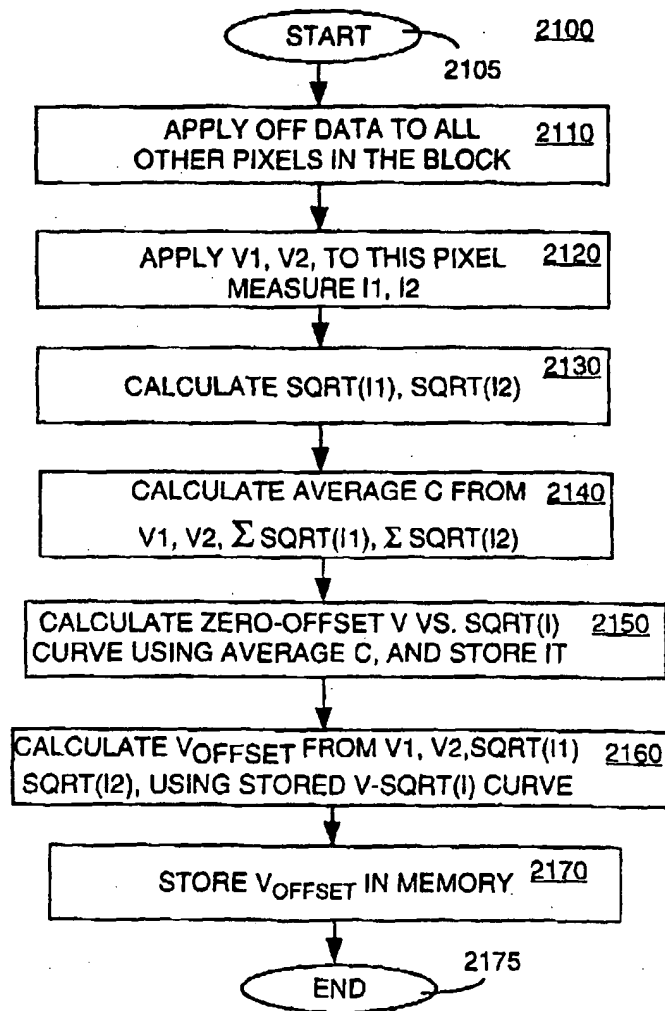 START
2100
2105
APPLY OFF DATA TO ALL 2110
OTHER PIXELS IN THE BLOCK
APPLY V1, V2, TO THIS PIXEL 2120
MEASURE I1, I2
2130
CALCULATE SQRT(I1), SQRT(I2)
CALCULATE AVERAGE C FROM 2140
V1, V2, Σ SQRT(I1), Σ SQRT(I2)
CALCULATE ZERO-OFFSET V VS. SQRT(I) 2150
CURVE USING AVERAGE C, AND STORE IT
CALCULATE VOFFSET FROM V1, V2,SQRT(I1) 2160
SQRT(I2), USING STORED V-SQRT(I) CURVE
STORE VOFFSET IN MEMORY 2170
2175
END